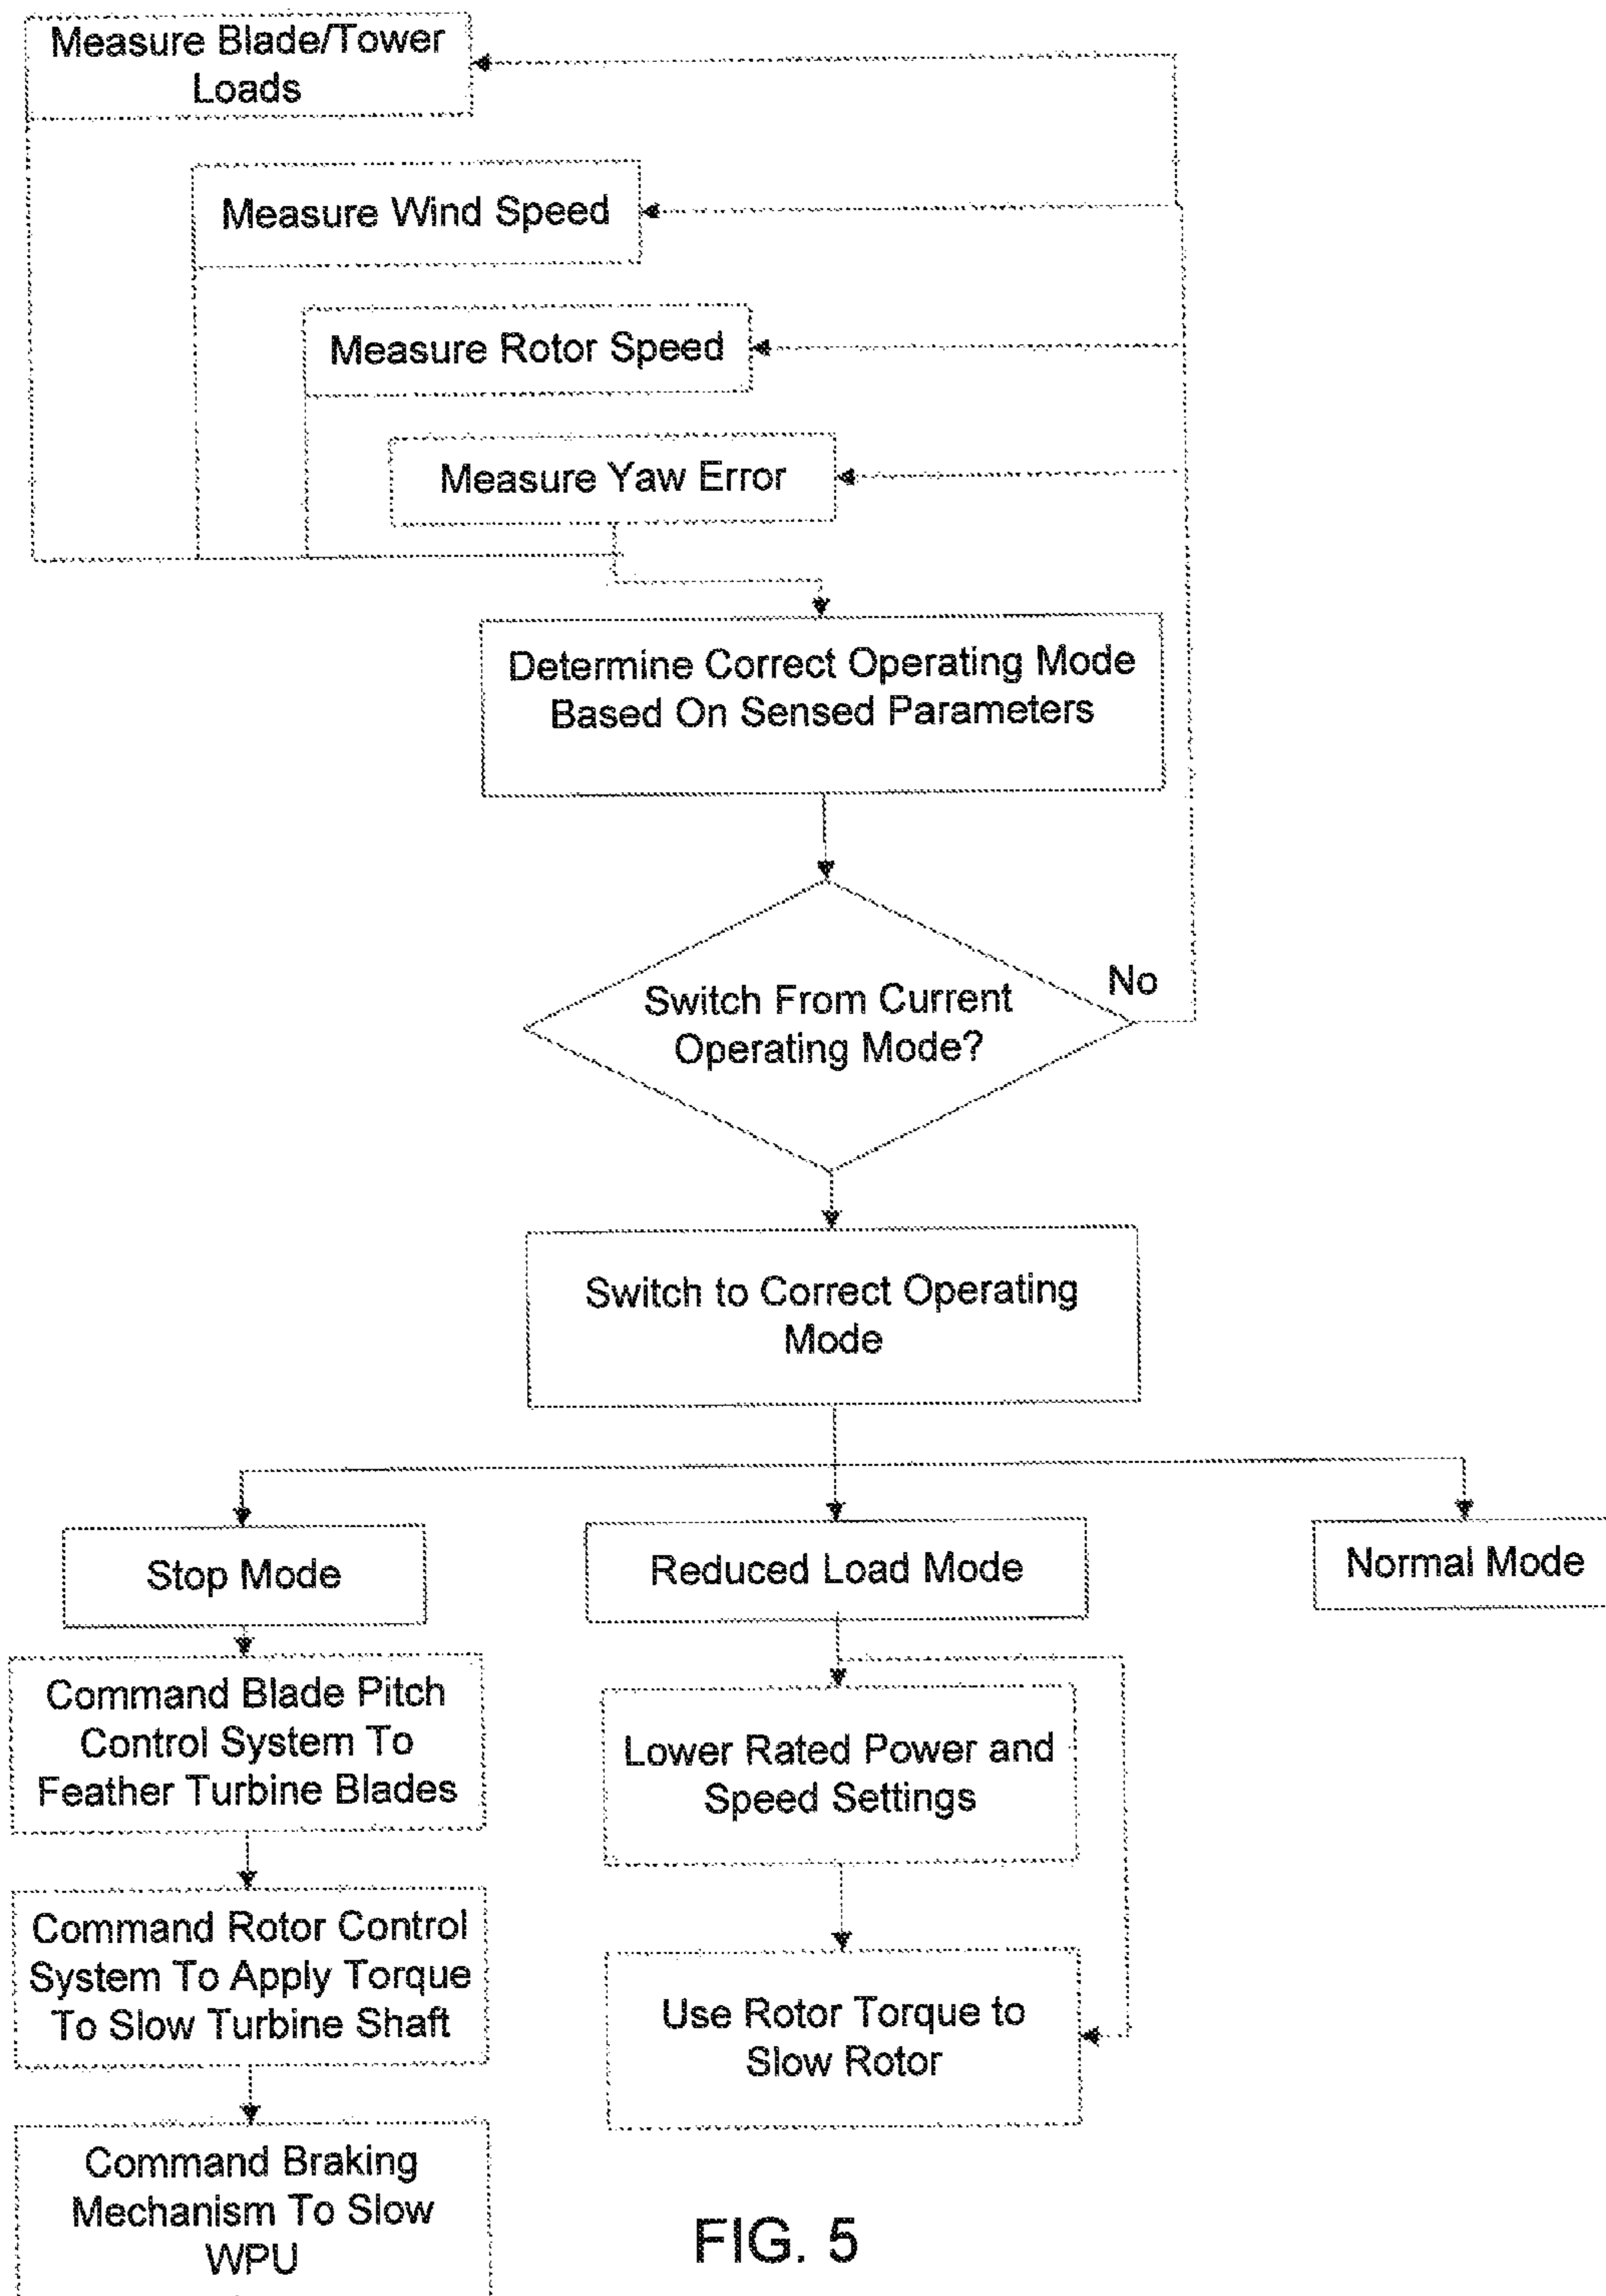 Measure Blade/Tower
Loads
Measure Wind Speed
Measure Rotor Speed
Measure Yaw Error
Determine Correct Operating Mode
Based On Sensed Parameters
Switch From Current
Operating Mode?
No
Switch to Correct Operating
Mode
Stop Mode
Reduced Load Mode
Normal Mode
Command Blade Pitch
Control System To
Feather Turbine Blades
Lower Rated Power and
Speed Settings
Command Rotor Control
System To Apply Torque
To Slow Turbine Shaft
Use Rotor Torque to
Slow Rotor
Command Braking
Mechanism To Slow
WPU
FIG. 5